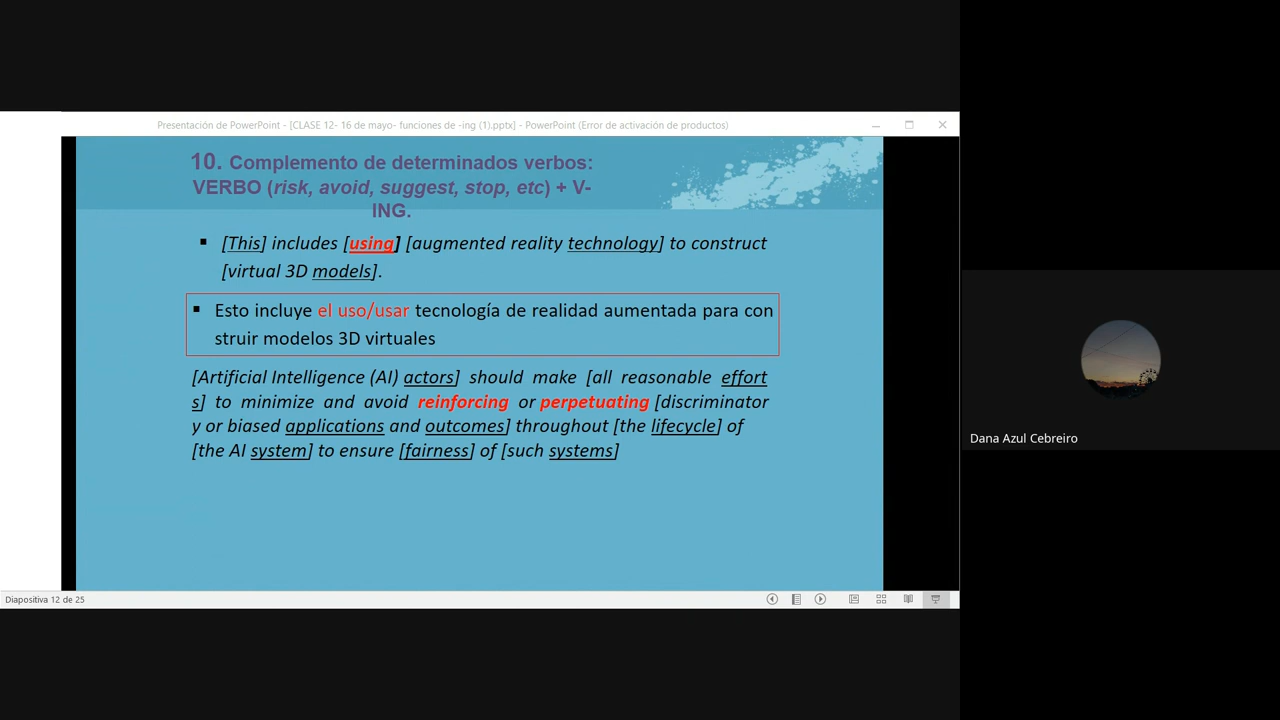 Presentación de PowerPoint - [CLASE 12- 16 de mayo- funciones de -ing (1).pptx] - PowerPoint (Error de activación de productos)
10. Complemento de determinados verbos:
VERBO (risk, avoid, suggest, stop, etc) + V-
ING.
▪ [This] includes [using] [augmented reality technology] to construct
[virtual 3D models].
▪ Esto incluye el uso/usar tecnología de realidad aumentada para con
struir modelos 3D virtuales
[Artificial Intelligence (AI) actors] should make [all reasonable effort
s] to minimize and avoid reinforcing or perpetuating [discriminator
y or biased applications and outcomes] throughout [the lifecycle] of
[the AI system] to ensure [fairness] of [such systems]
Dana Azul Cebreiro
Diapositiva 12 de 25